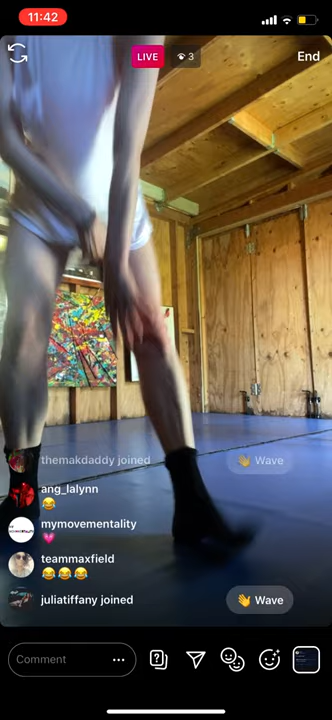 11:42
LIVE
3
End
themakdaddy joined
👋 Wave
ang_lalynn
😂
mymovementality
💗
teammaxfield
😂😂😂
juliatiffany joined
👋 Wave
Comment